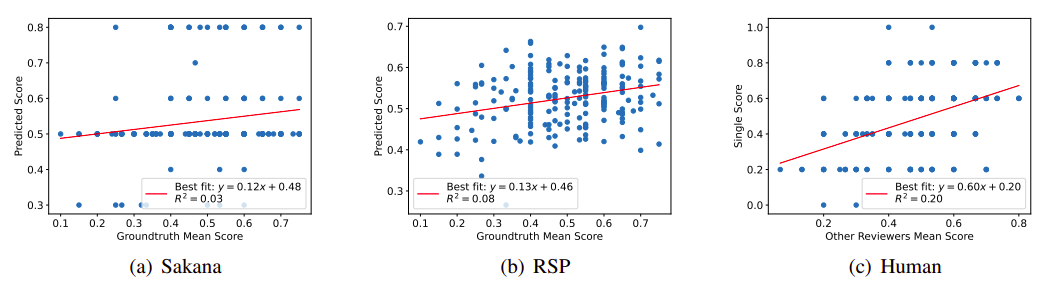 0.8
0.7
0.6
0.5
0.4
0.3
Predicted Score
0.1 0.2 0.3 0.4 0.5 0.6 0.7
Groundtruth Mean Score
Best fit: y = 0.12x + 0.48
R² = 0.03
(a) Sakana
0.7
0.6
0.5
0.4
0.3
Predicted Score
0.1 0.2 0.3 0.4 0.5 0.6 0.7
Groundtruth Mean Score
Best fit: y = 0.13x + 0.46
R² = 0.08
(b) RSP
1.0
0.8
0.6
0.4
0.2
0.0
Single Score
0.2 0.4 0.6 0.8
Other Reviewers Mean Score
Best fit: y = 0.60x + 0.20
R² = 0.20
(c) Human